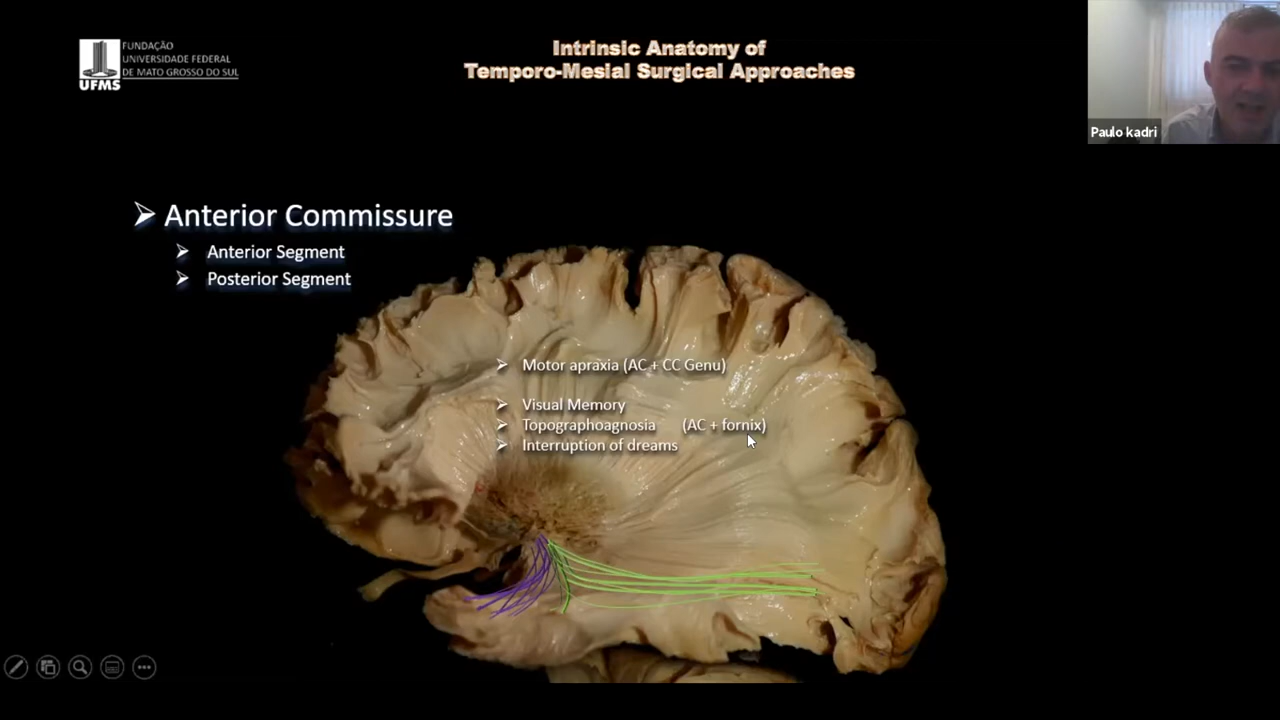 FUNDAÇÃO
UNIVERSIDADE FEDERAL
DE MATO GROSSO DO SUL
UFMS
Intrinsic Anatomy of
Temporo-Mesial Surgical Approaches
Paulo kadri
Anterior Commissure
Anterior Segment
Posterior Segment
Motor apraxia (AC + CC Genu)
Visual Memory
Topographoagnosia (AC + fornix)
Interruption of dreams